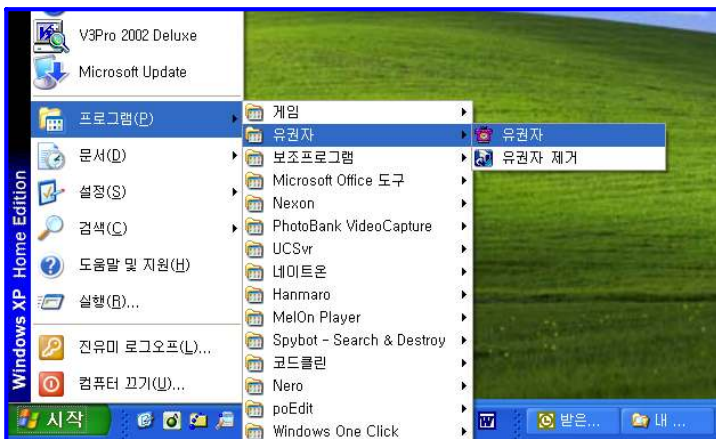 V3Pro 2002 Deluxe
Microsoft Update
프로그램(P)
문서(D)
설정(S)
검색(C)
도움말 및 지원(H)
실행(R)...
진유미 로그오프(L)...
컴퓨터 끄기(U)...
Windows XP Home Edition
게임
유권자
보조프로그램
Microsoft Office 도구
Nexon
PhotoBank VideoCapture
UCSvr
네이트온
Hanmaro
MelOn Player
Spybot - Search & Destroy
코드클린
Nero
poEdit
Windows One Click
유권자
유권자 제거
시작
받은...
내 ...